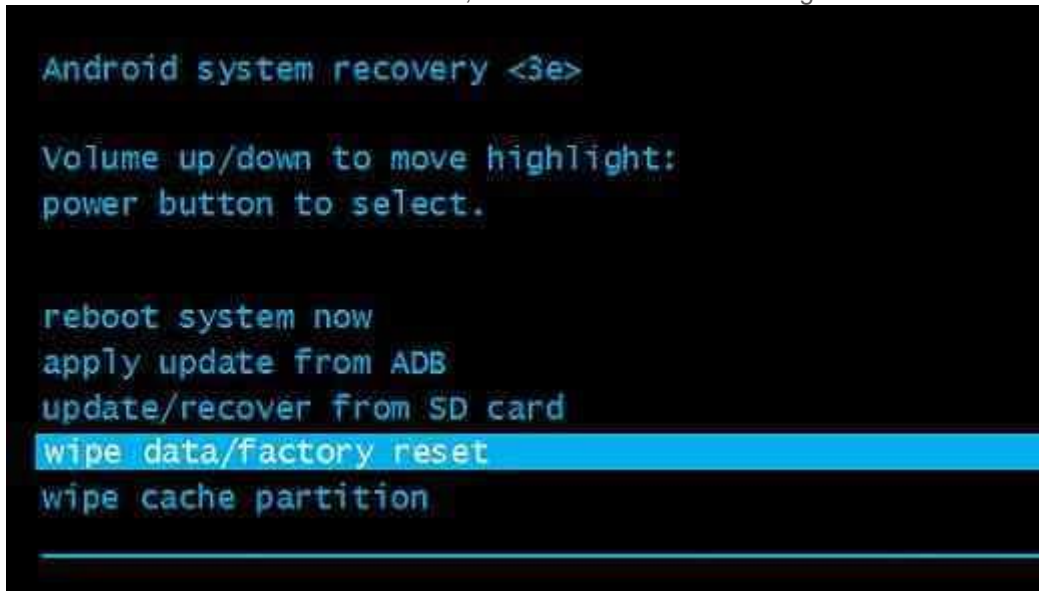 Android system recovery <3e>
Volume up/down to move highlight:
power button to select.
reboot system now
apply update from ADB
update/recover from SD card
wipe data/factory reset
wipe cache partition